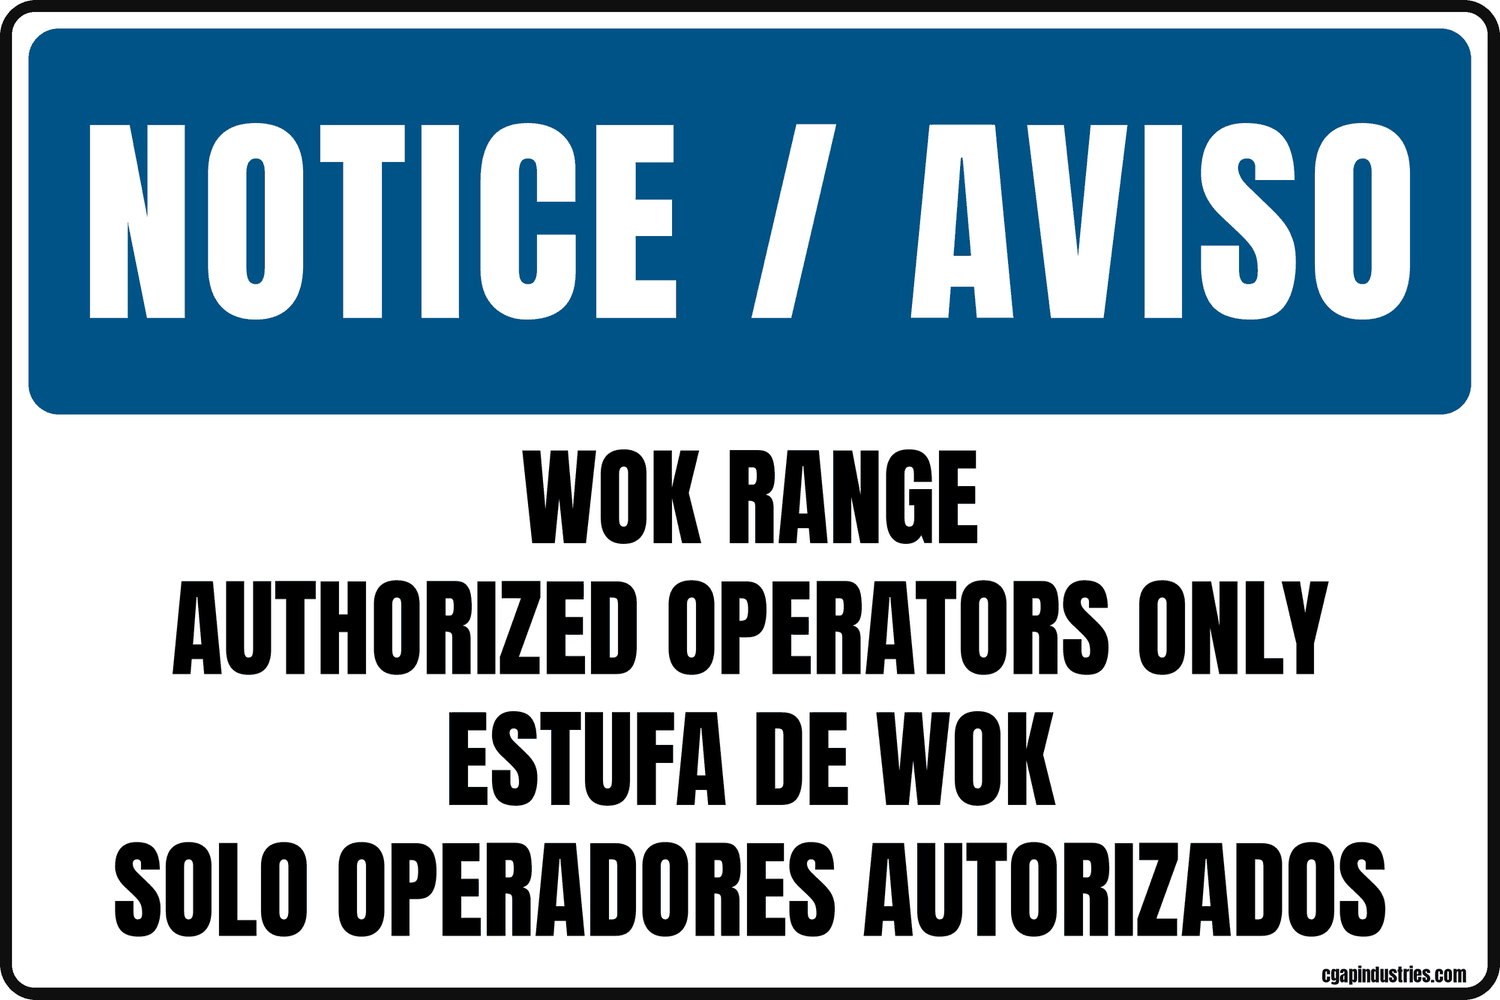 NOTICE / AVISO
WOK RANGE
AUTHORIZED OPERATORS ONLY
ESTUFA DE WOK
SOLO OPERADORES AUTORIZADOS
cgapindustries.com